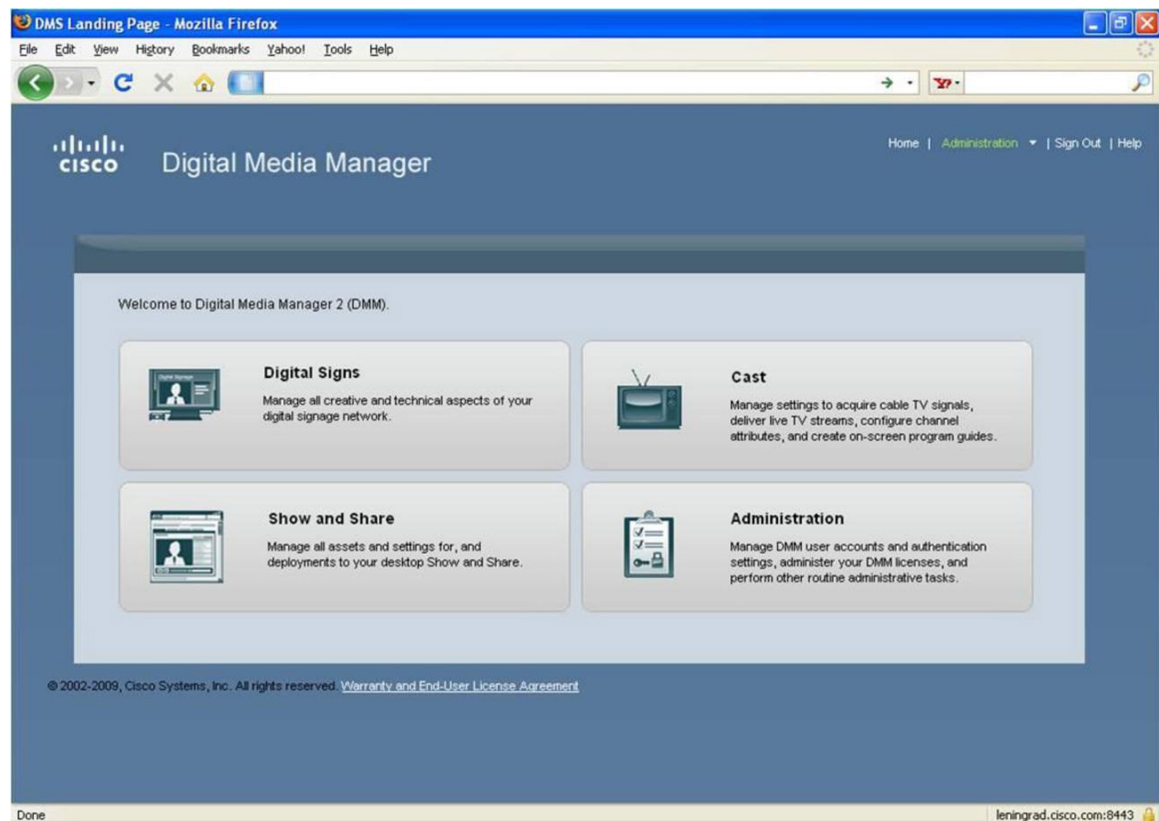 DMS Landing Page - Mozilla Firefox
File Edit View History Bookmarks Yahoo! Tools Help
CISCO Digital Media Manager
Home | Administration | Sign Out | Help
Welcome to Digital Media Manager 2 (DMM).
Digital Signs
Manage all creative and technical aspects of your
digital signage network.
Cast
Manage settings to acquire cable TV signals,
deliver live TV streams, configure channel
attributes, and create on-screen program guides.
Show and Share
Manage all assets and settings for, and
deployments to your desktop Show and Share.
Administration
Manage DMM user accounts and authentication
settings, administer your DMM licenses, and
perform other routine administrative tasks.
© 2002-2009, Cisco Systems, Inc. All rights reserved. Warranty and End-User License Agreement
Done
leningrad.cisco.com:8443